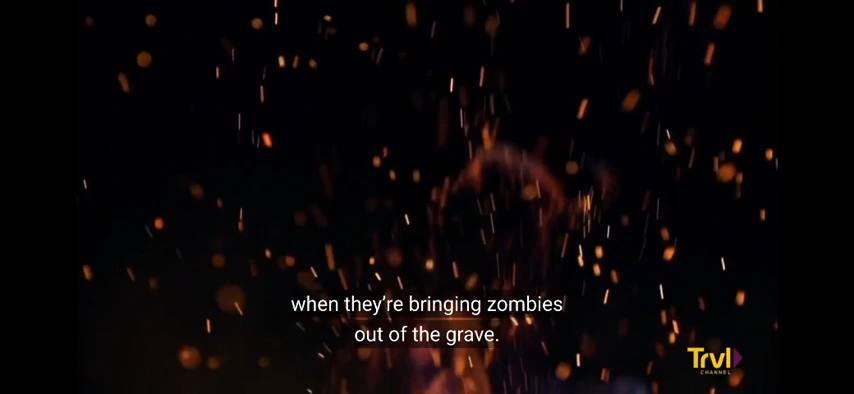 when they’re bringing zombies
out of the grave.
Trvl
CHANNEL